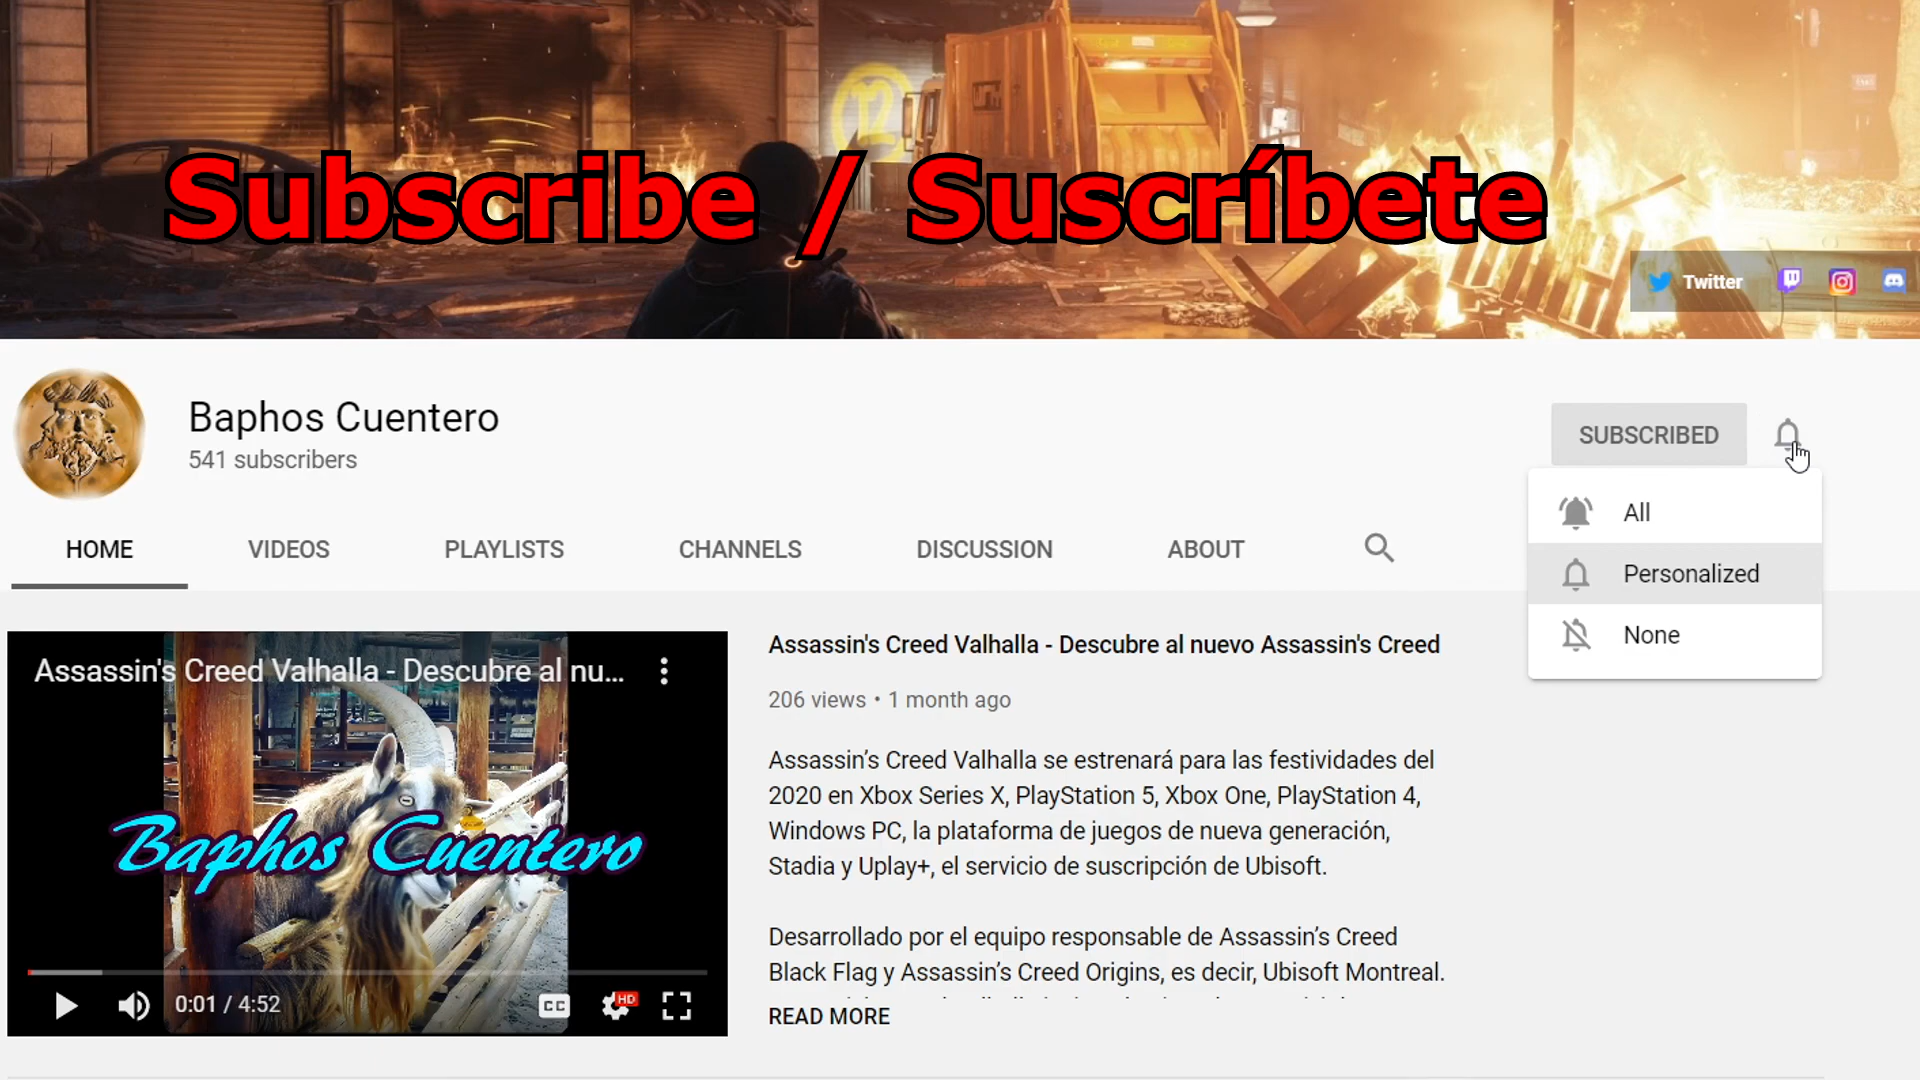 Subscribe / Suscríbete
Twitter
Baphos Cuentero
541 subscribers
SUBSCRIBED
All
Personalized
None
HOME
VIDEOS
PLAYLISTS
CHANNELS
DISCUSSION
ABOUT
Assassin's Creed Valhalla - Descubre al nu...
Baphos Cuentero
0:01 / 4:52
CC
HD
Assassin's Creed Valhalla - Descubre al nuevo Assassin's Creed
206 views • 1 month ago
Assassin’s Creed Valhalla se estrenará para las festividades del
2020 en Xbox Series X, PlayStation 5, Xbox One, PlayStation 4,
Windows PC, la plataforma de juegos de nueva generación,
Stadia y Uplay+, el servicio de suscripción de Ubisoft.
Desarrollado por el equipo responsable de Assassin’s Creed
Black Flag y Assassin’s Creed Origins, es decir, Ubisoft Montreal.
READ MORE